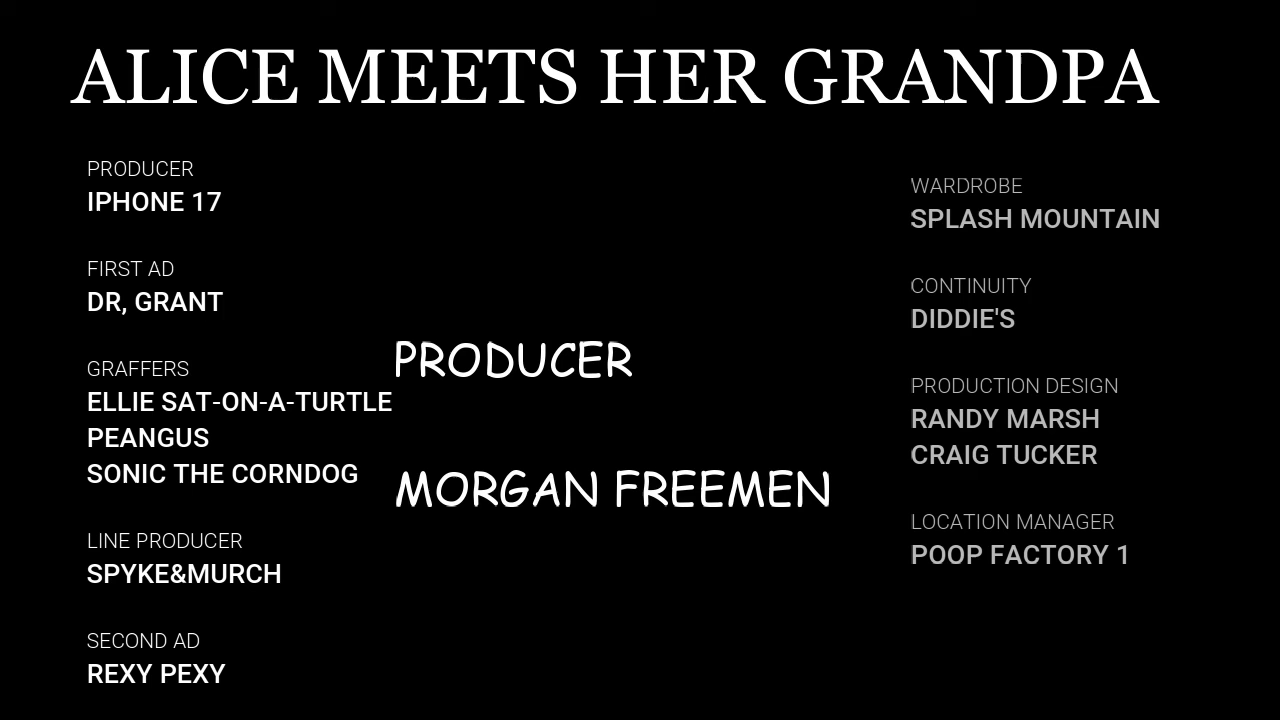 ALICE MEETS HER GRANDPA
PRODUCER
IPHONE 17
FIRST AD
DR, GRANT
GRAFFERS
ELLIE SAT-ON-A-TURTLE
PEANGUS
SONIC THE CORNDOG
LINE PRODUCER
SPYKE&MURCH
SECOND AD
REXY PEXY
PRODUCER
MORGAN FREEMEN
WARDROBE
SPLASH MOUNTAIN
CONTINUITY
DIDDIE'S
PRODUCTION DESIGN
RANDY MARSH
CRAIG TUCKER
LOCATION MANAGER
POOP FACTORY 1